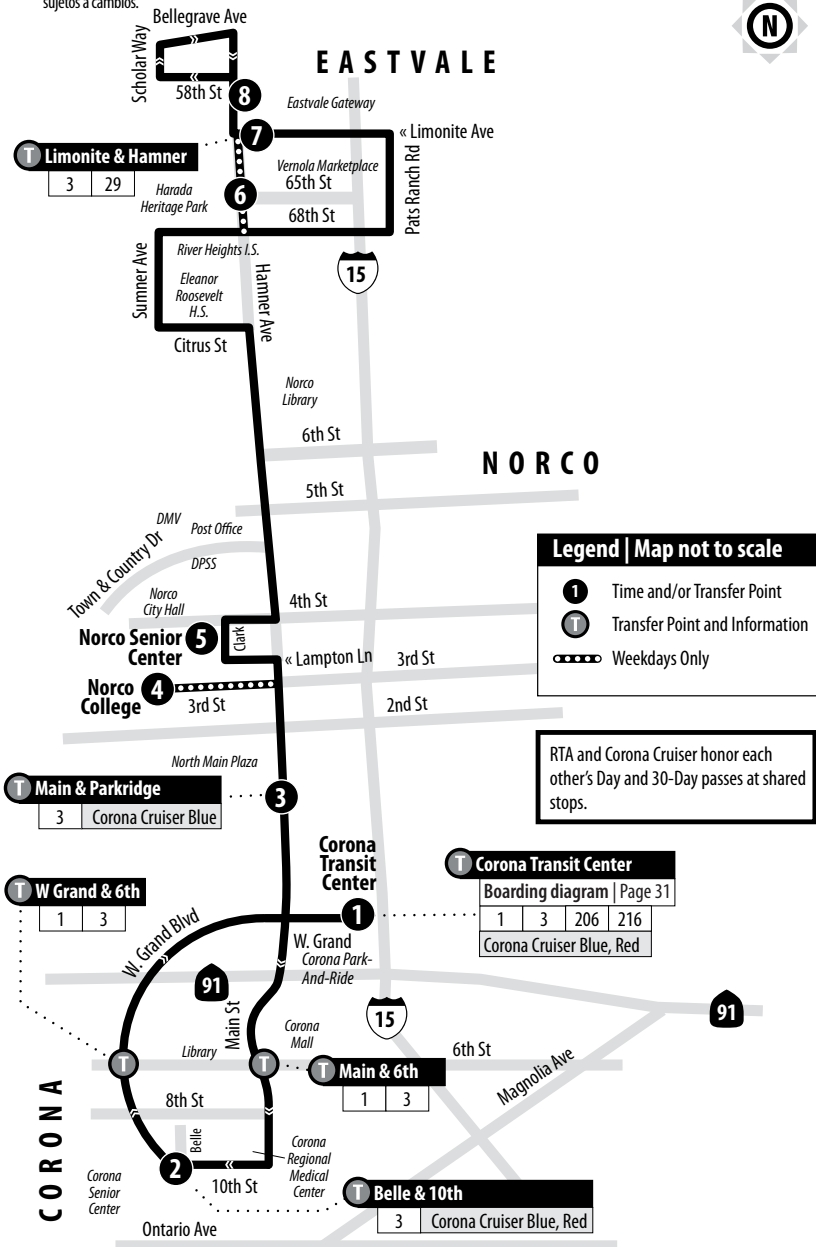 sujetos a cambios.
Bellegrave Ave
N
Scholar Way
EASTVALE
58th St
8
Eastvale Gateway
7
« Limonite Ave
T Limonite & Hamner
3 29
Vernola Marketplace
Pats Ranch Rd
65th St
6
Harada
Heritage Park
68th St
Sumner Ave
River Heights I.S.
Hamner Ave
15
Eleanor
Roosevelt
H.S.
Citrus St
Norco
Library
6th St
NORCO
5th St
DMV
Post Office
Town & Country Dr
DPSS
Legend | Map not to scale
1 Time and/or Transfer Point
T Transfer Point and Information
Weekdays Only
Norco
City Hall
4th St
Norco Senior
Center
5
Clark
« Lampton Ln
3rd St
Norco
College
4
3rd St
2nd St
RTA and Corona Cruiser honor each
other's Day and 30-Day passes at shared
stops.
North Main Plaza
T Main & Parkridge
3 Corona Cruiser Blue
3
Corona
Transit
Center
1
T Corona Transit Center
Boarding diagram | Page 31
1 3 206 216
Corona Cruiser Blue, Red
T W Grand & 6th
1 3
W. Grand Blvd
W. Grand
Corona Park-
And-Ride
91
Main St
15
91
Corona
Mall
Library
T
T
6th St
T Main & 6th
1 3
Magnolia Ave
CORONA
8th St
Belle
2
10th St
Corona
Regional
Medical
Center
Corona
Senior
Center
T Belle & 10th
3 Corona Cruiser Blue, Red
Ontario Ave